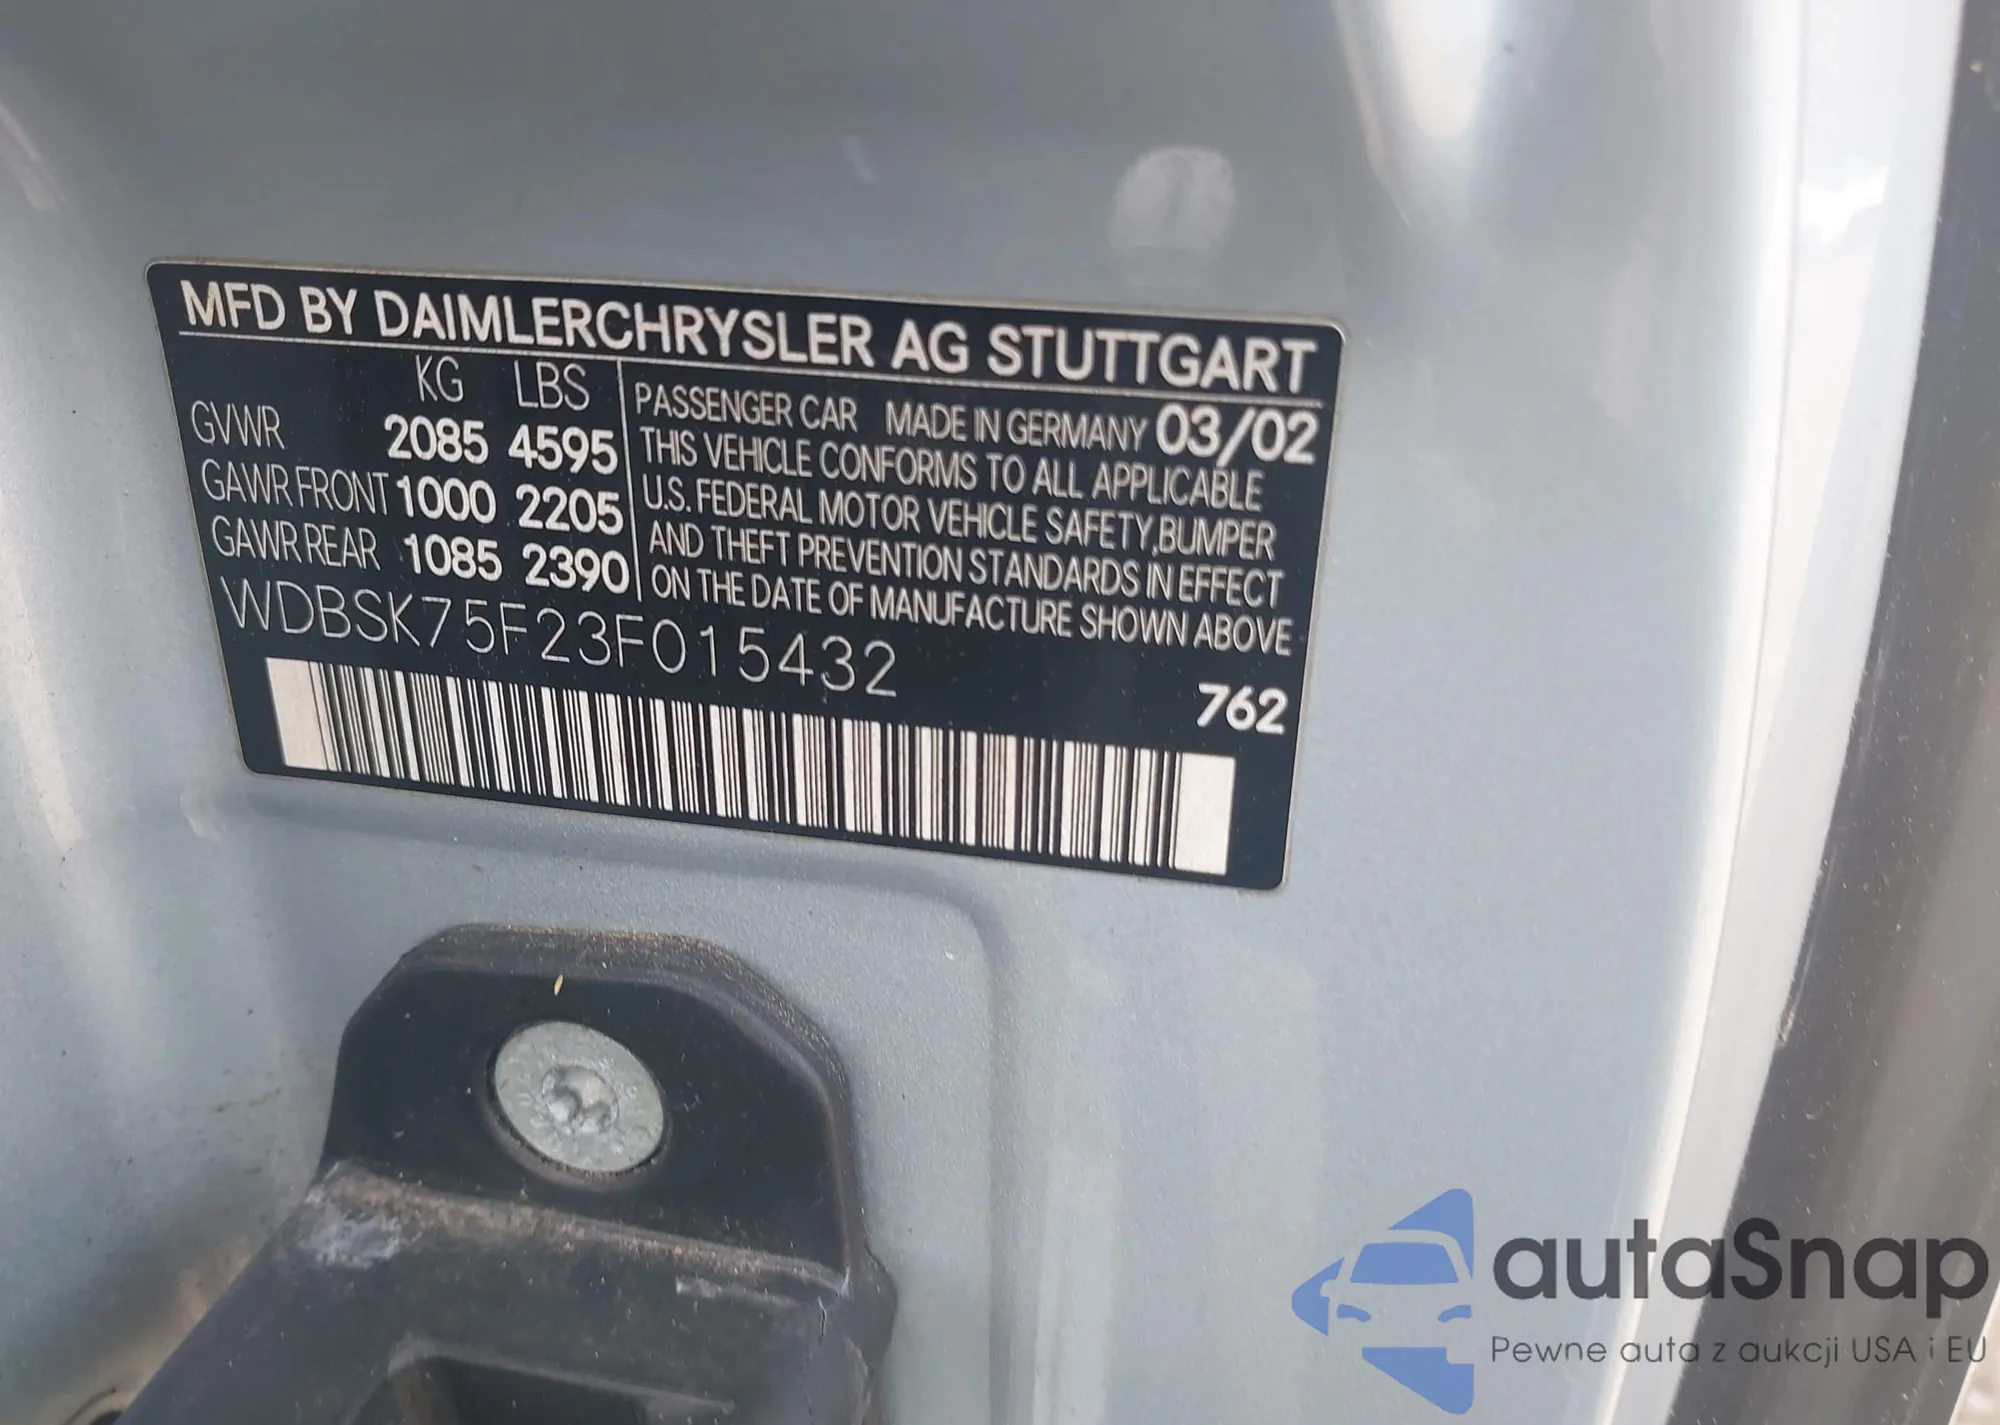 MFD BY DAIMLERCHRYSLER AG STUTTGART
KG LBS
GVWR 2085 4595
GAWR FRONT 1000 2205
GAWR REAR 1085 2390
PASSENGER CAR MADE IN GERMANY 03/02
THIS VEHICLE CONFORMS TO ALL APPLICABLE
U.S. FEDERAL MOTOR VEHICLE SAFETY,BUMPER
AND THEFT PREVENTION STANDARDS IN EFFECT
ON THE DATE OF MANUFACTURE SHOWN ABOVE
WDBSK75F23F015432
762
autaSnap
Pewne auta z aukcji USA i EU